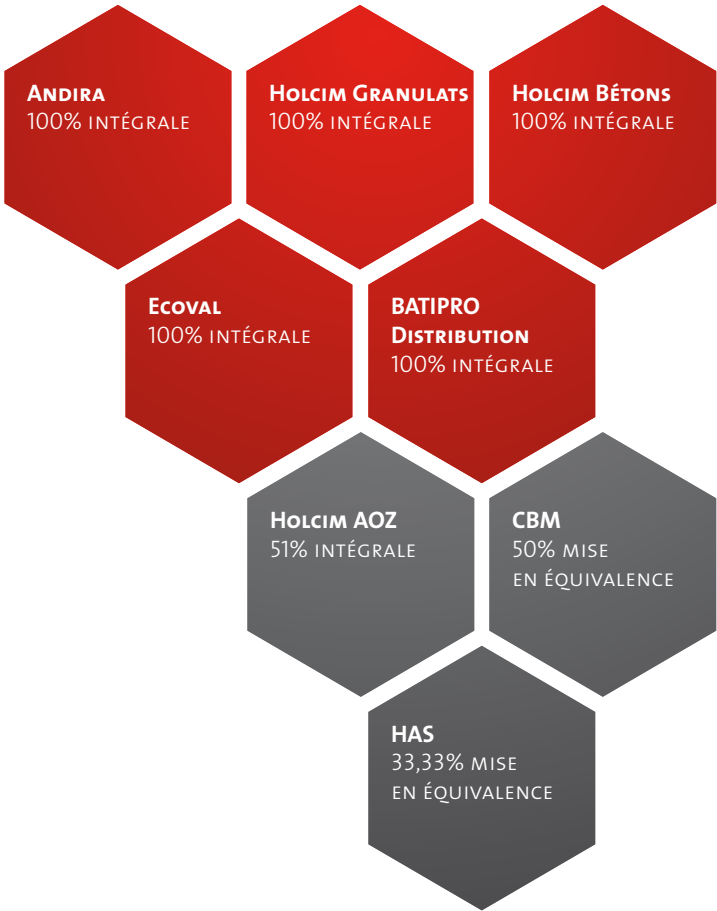 Andira
100% intégrale
Holcim Granulats
100% intégrale
Holcim Bétons
100% intégrale
Ecoval
100% intégrale
BATIPRO
Distribution
100% intégrale
Holcim AOZ
51% intégrale
CBM
50% mise
en équivalence
HAS
33,33% mise
en équivalence